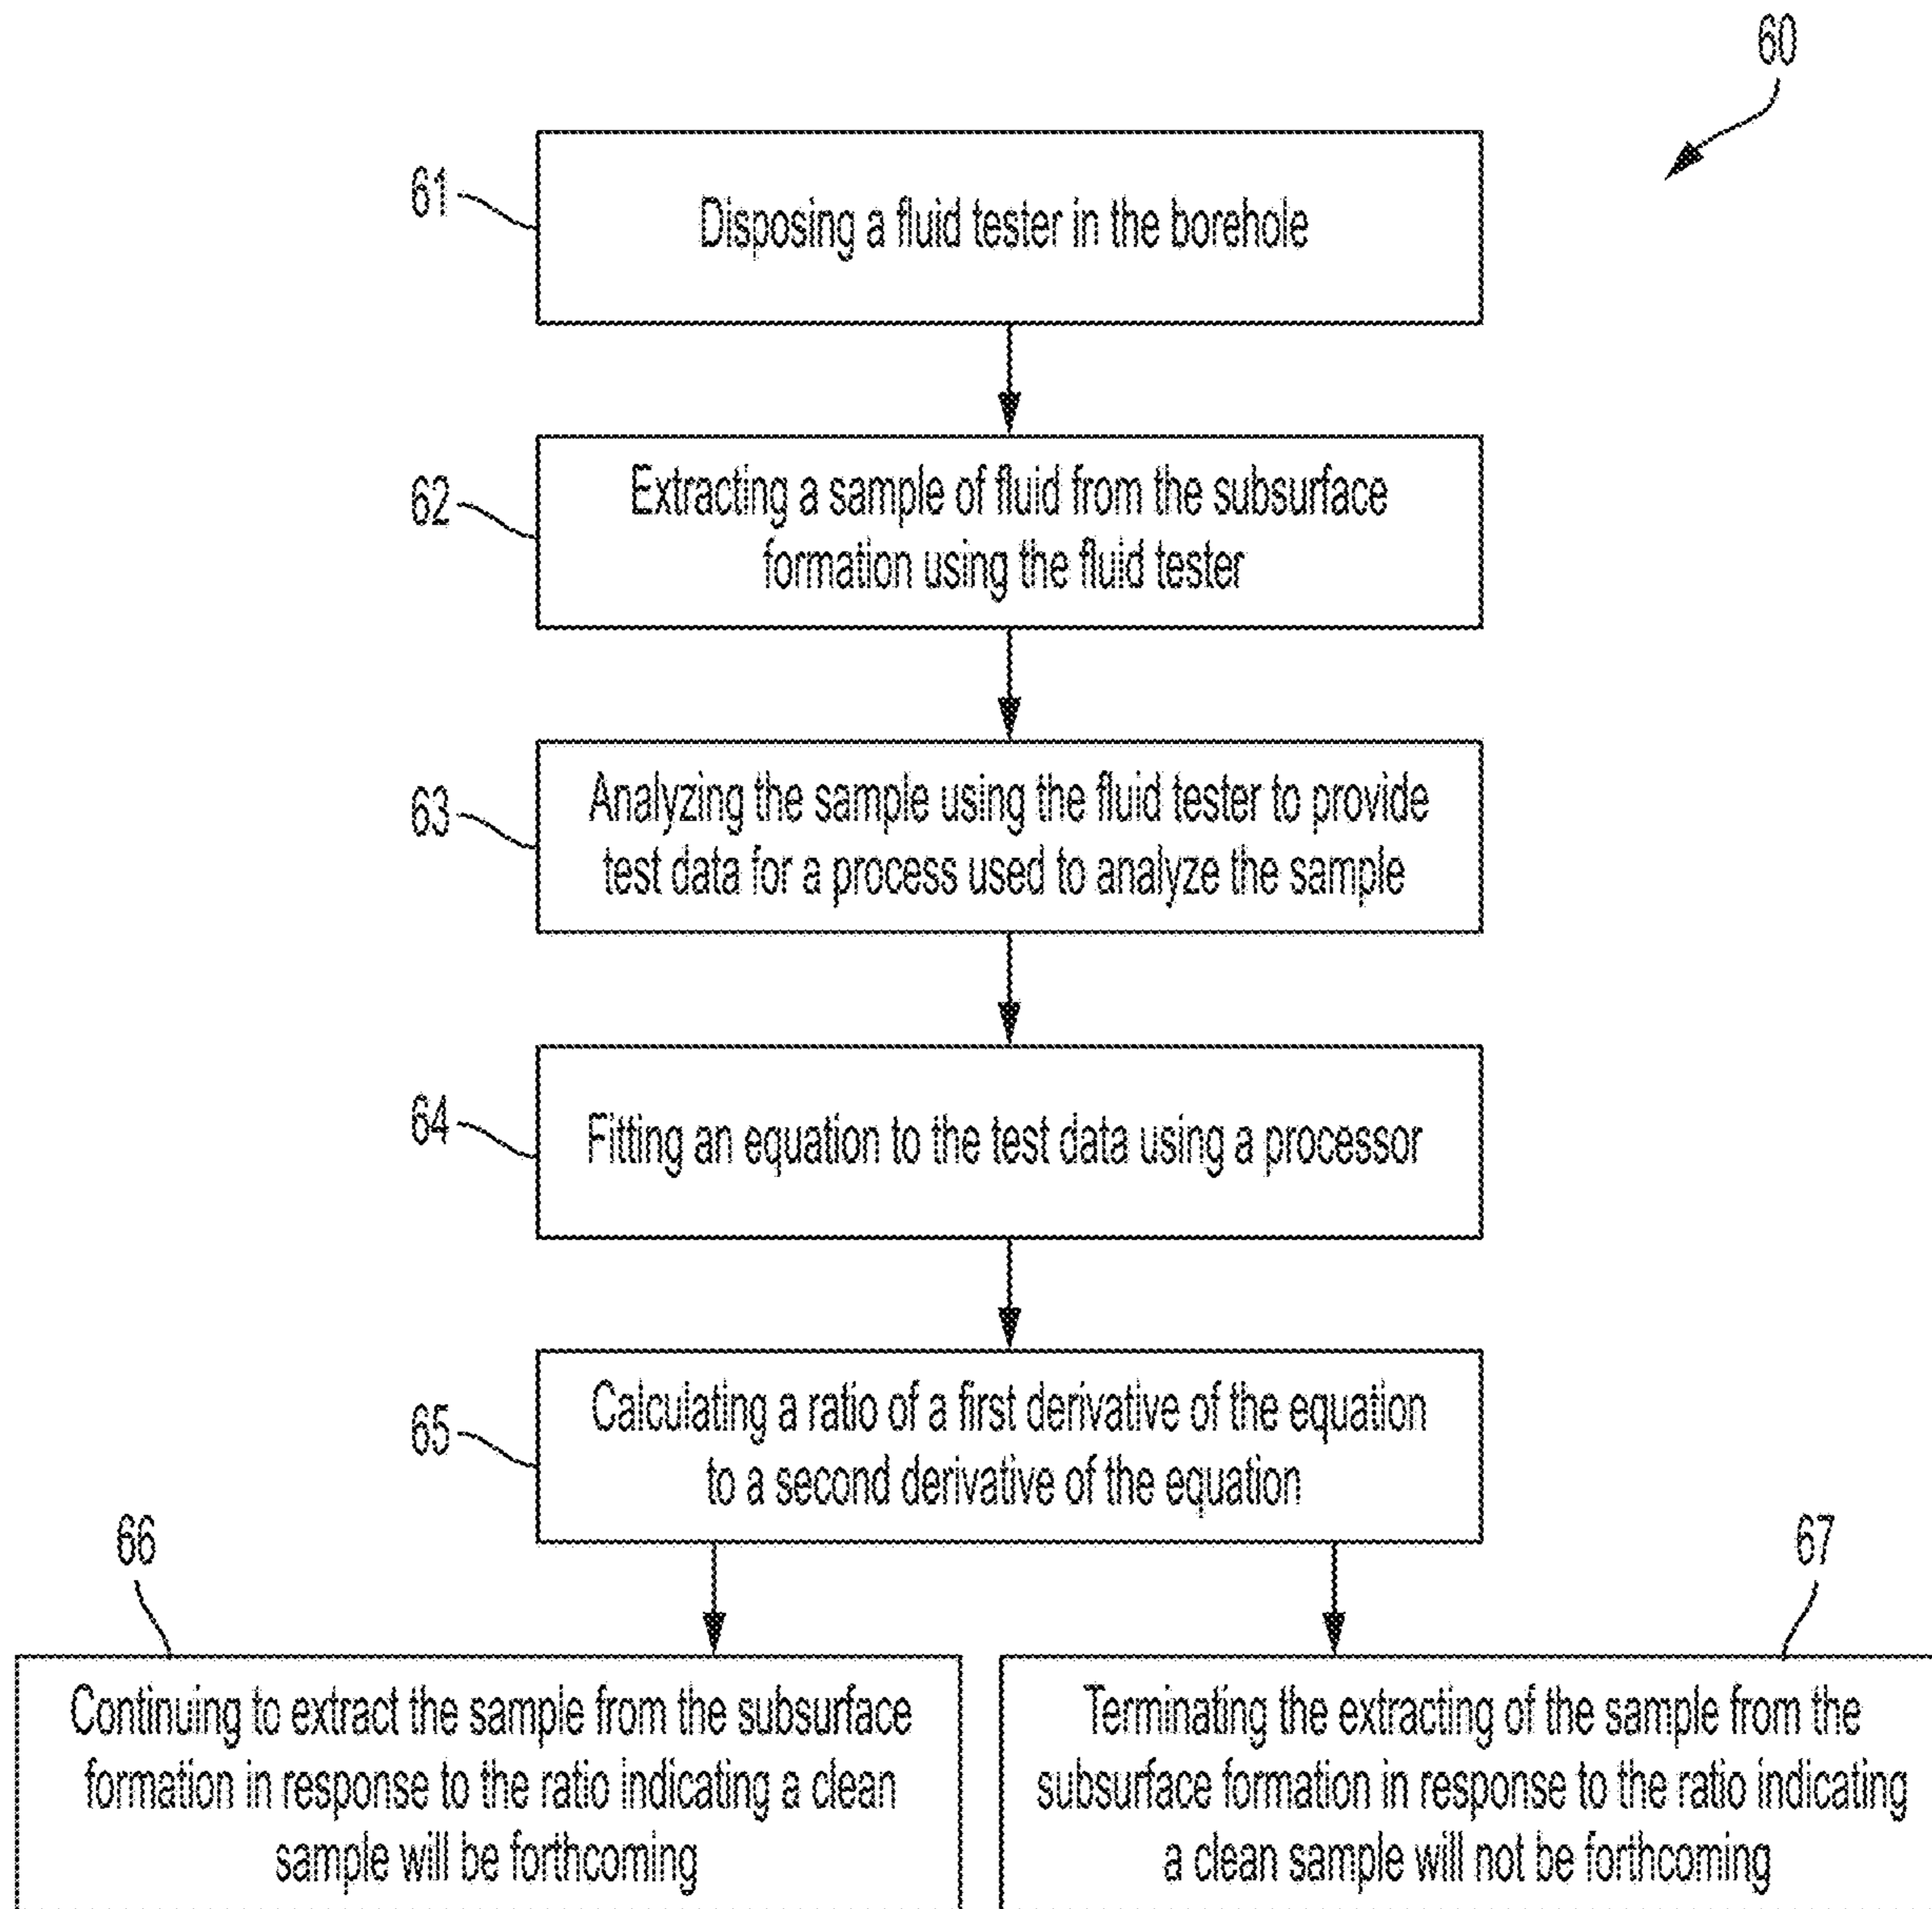 60
61
Disposing a fluid tester in the borehole
62
Extracting a sample of fluid from the subsurface
formation using the fluid tester
63
Analyzing the sample using the fluid tester to provide
test data for a process used to analyze the sample
64
Fitting an equation to the test data using a processor
65
Calculating a ratio of a first derivative of the equation
to a second derivative of the equation
66
Continuing to extract the sample from the subsurface
formation in response to the ratio indicating a clean
sample will be forthcoming
67
Terminating the extracting of the sample from the
subsurface formation in response to the ratio indicating
a clean sample will not be forthcoming